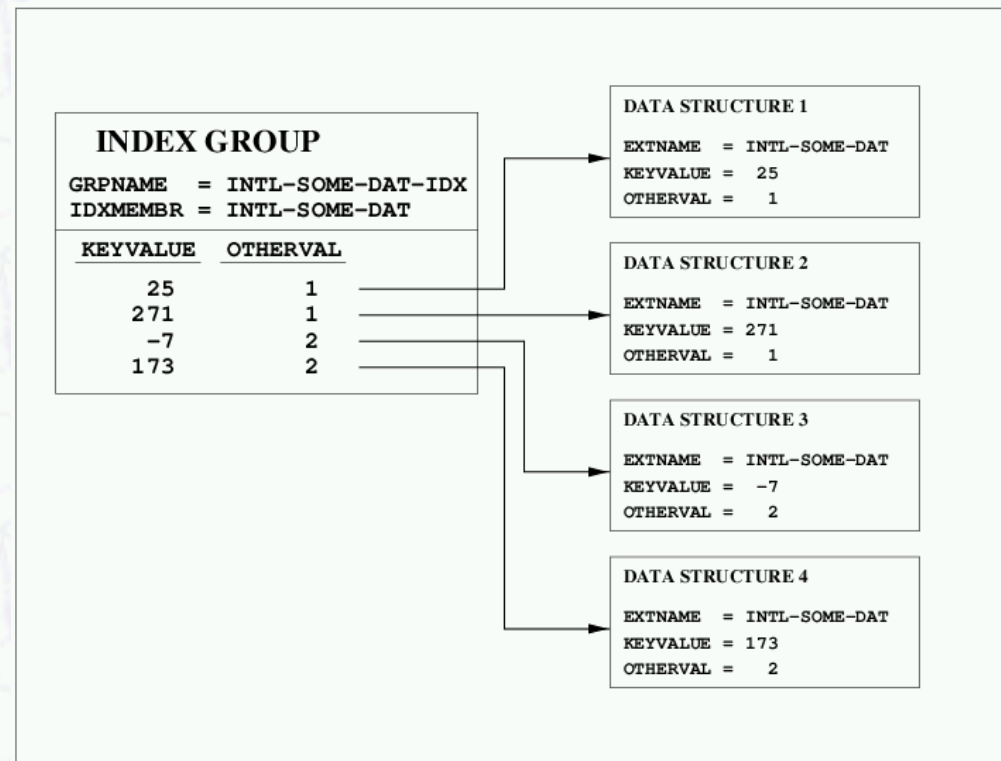 INDEX GROUP
GRPNAME = INTL-SOME-DAT-IDX
IDXMEMBR = INTL-SOME-DAT
KEYVALUE OTHERVAL
25 1
271 1
-7 2
173 2
DATA STRUCTURE 1
EXTNAME = INTL-SOME-DAT
KEYVALUE = 25
OTHERVAL = 1
DATA STRUCTURE 2
EXTNAME = INTL-SOME-DAT
KEYVALUE = 271
OTHERVAL = 1
DATA STRUCTURE 3
EXTNAME = INTL-SOME-DAT
KEYVALUE = -7
OTHERVAL = 2
DATA STRUCTURE 4
EXTNAME = INTL-SOME-DAT
KEYVALUE = 173
OTHERVAL = 2